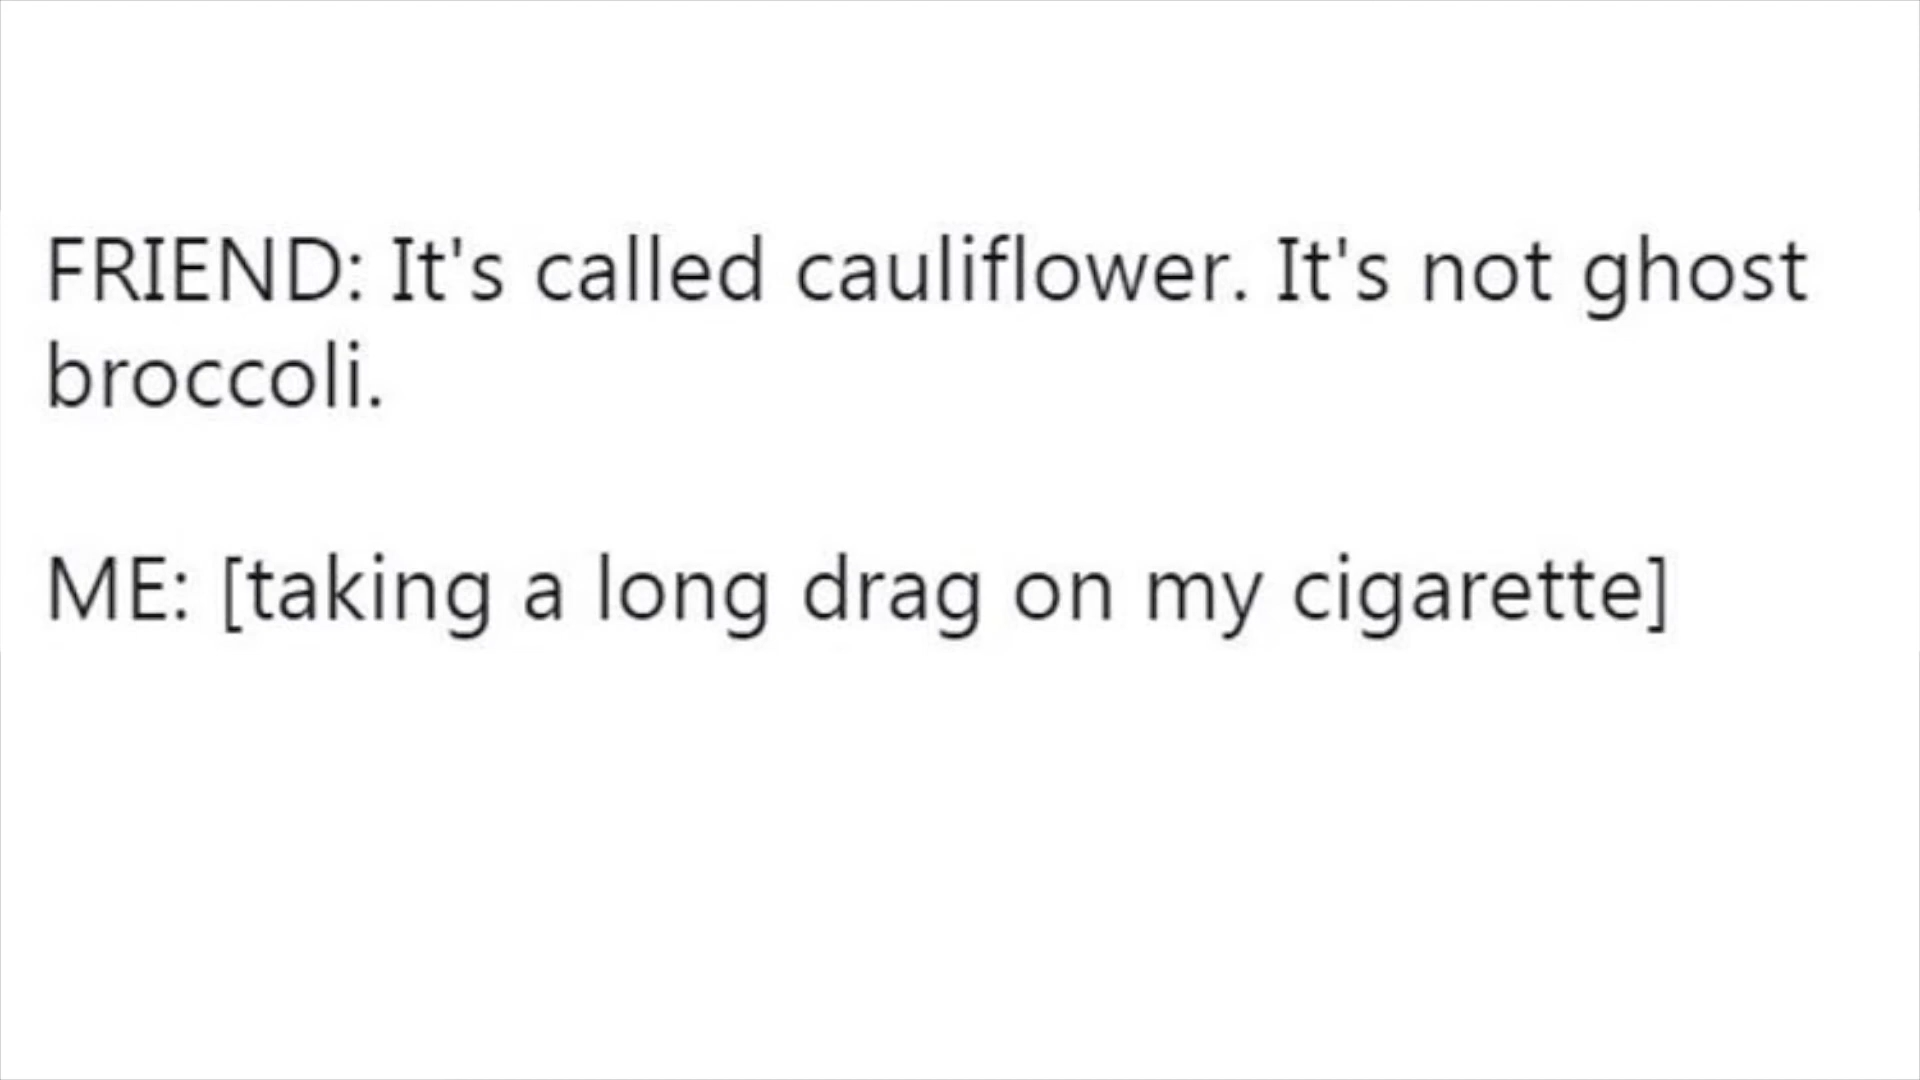 FRIEND: It's called cauliflower. It's not ghost
broccoli.
ME: [taking a long drag on my cigarette]